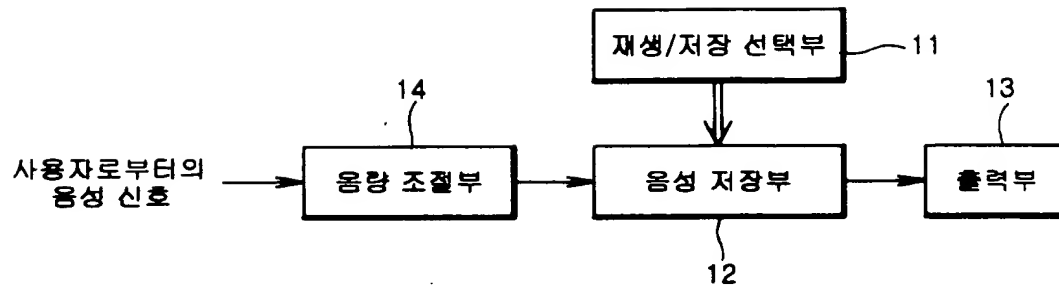 재생/저장 선택부
11
14
13
사용자로부터의
음성 신호
음량 조절부
음성 저장부
출력부
12